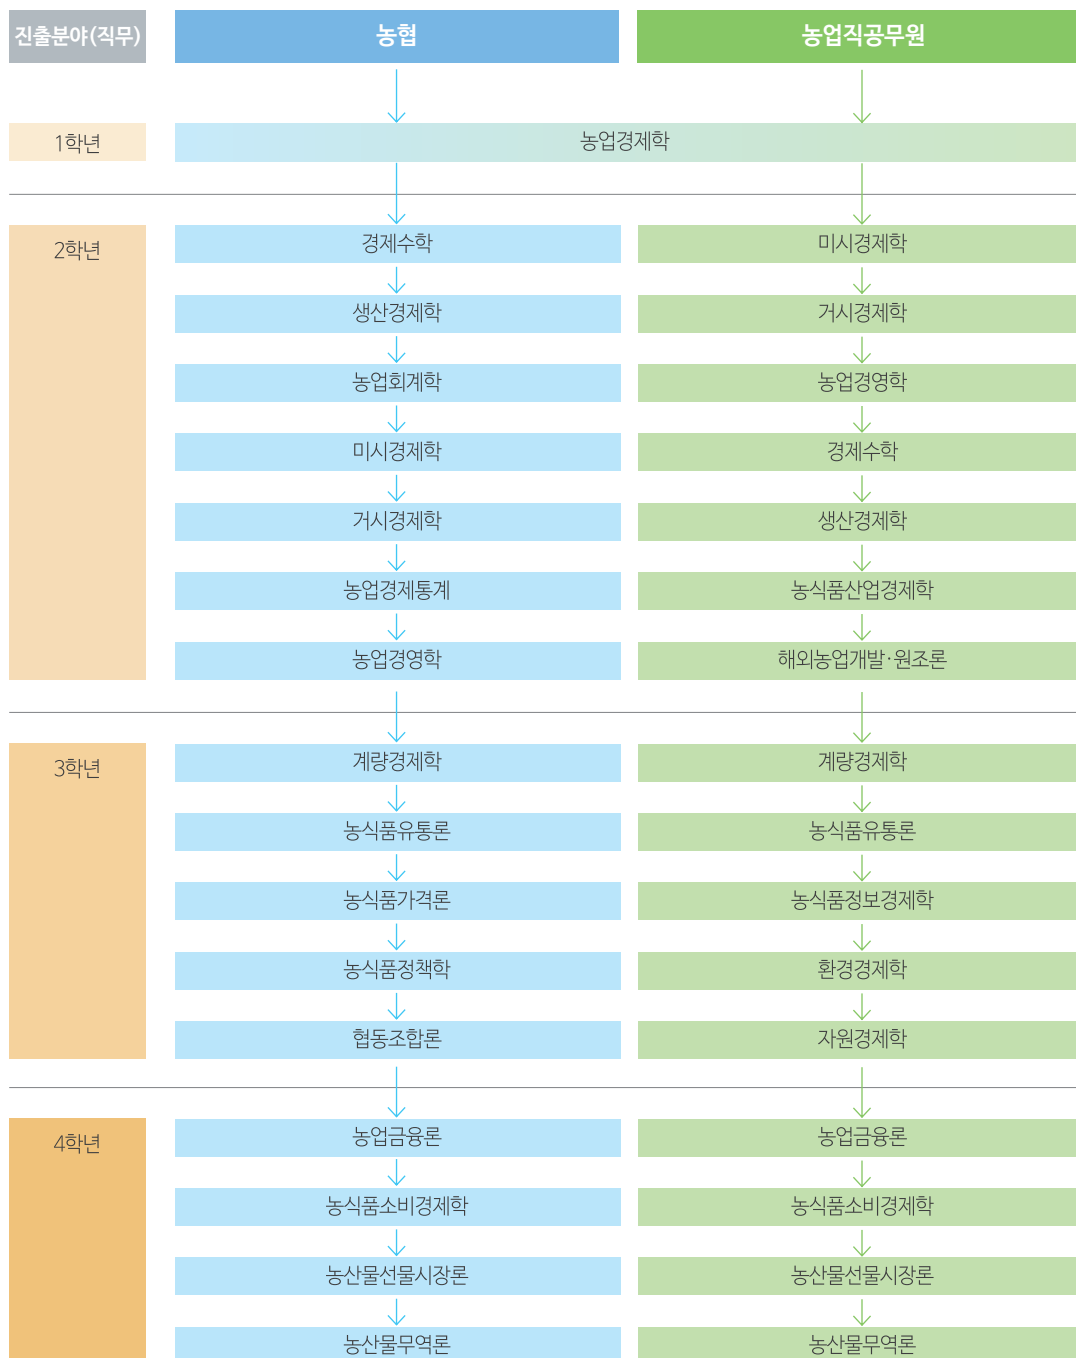 진출분야(직무) 농협 농업직공무원
1학년 농업경제학
2학년 경제수학 미시경제학
생산경제학 거시경제학
농업회계학 농업경영학
미시경제학 경제수학
거시경제학 생산경제학
농업경제통계 농식품산업경제학
농업경영학 해외농업개발·원조론
3학년 계량경제학 계량경제학
농식품유통론 농식품유통론
농식품가격론 농식품정보경제학
농식품정책학 환경경제학
협동조합론 자원경제학
4학년 농업금융론 농업금융론
농식품소비경제학 농식품소비경제학
농산물선물시장론 농산물선물시장론
농산물무역론 농산물무역론